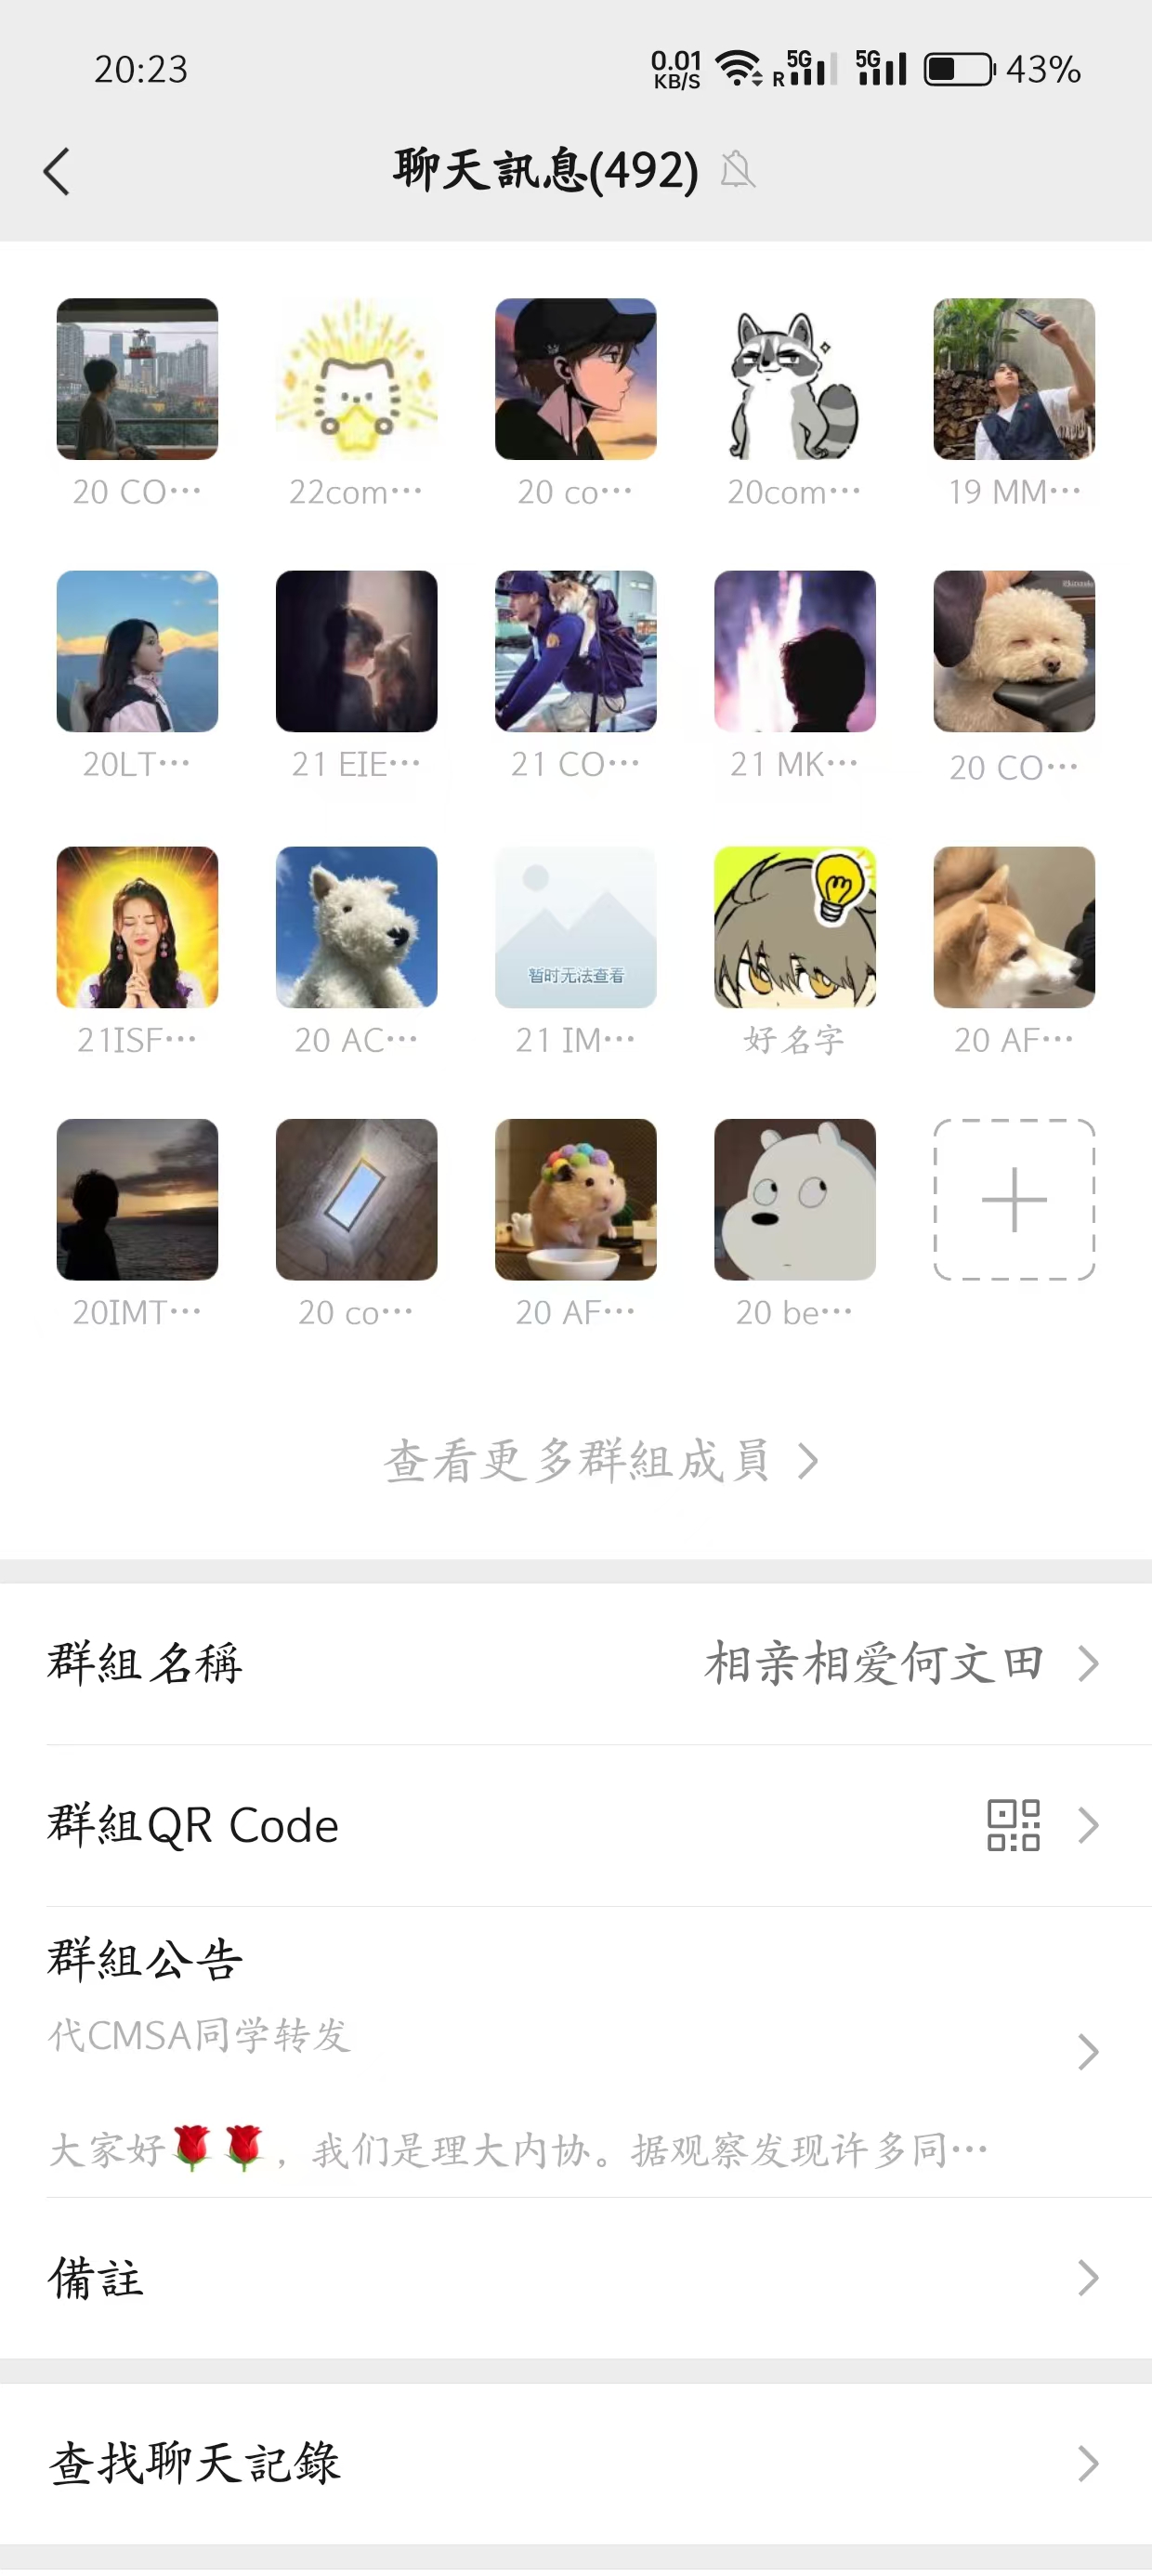 20:23
0.01 KB/S R 5G 5G 43%
聊天訊息(492)
20 CO… 22com… 20 co… 20com… 19 MM…
20LT… 21 EIE… 21 CO… 21 MK… 20 CO…
暂时无法查看
21ISF… 20 AC… 21 IM… 好名字 20 AF…
20IMT… 20 co… 20 AF… 20 be…
查看更多群組成員
群組名稱 相亲相爱何文田
群組QR Code
群組公告
代CMSA同学转发
大家好🌹🌹，我们是理大内协。据观察发现许多同…
備註
查找聊天記錄